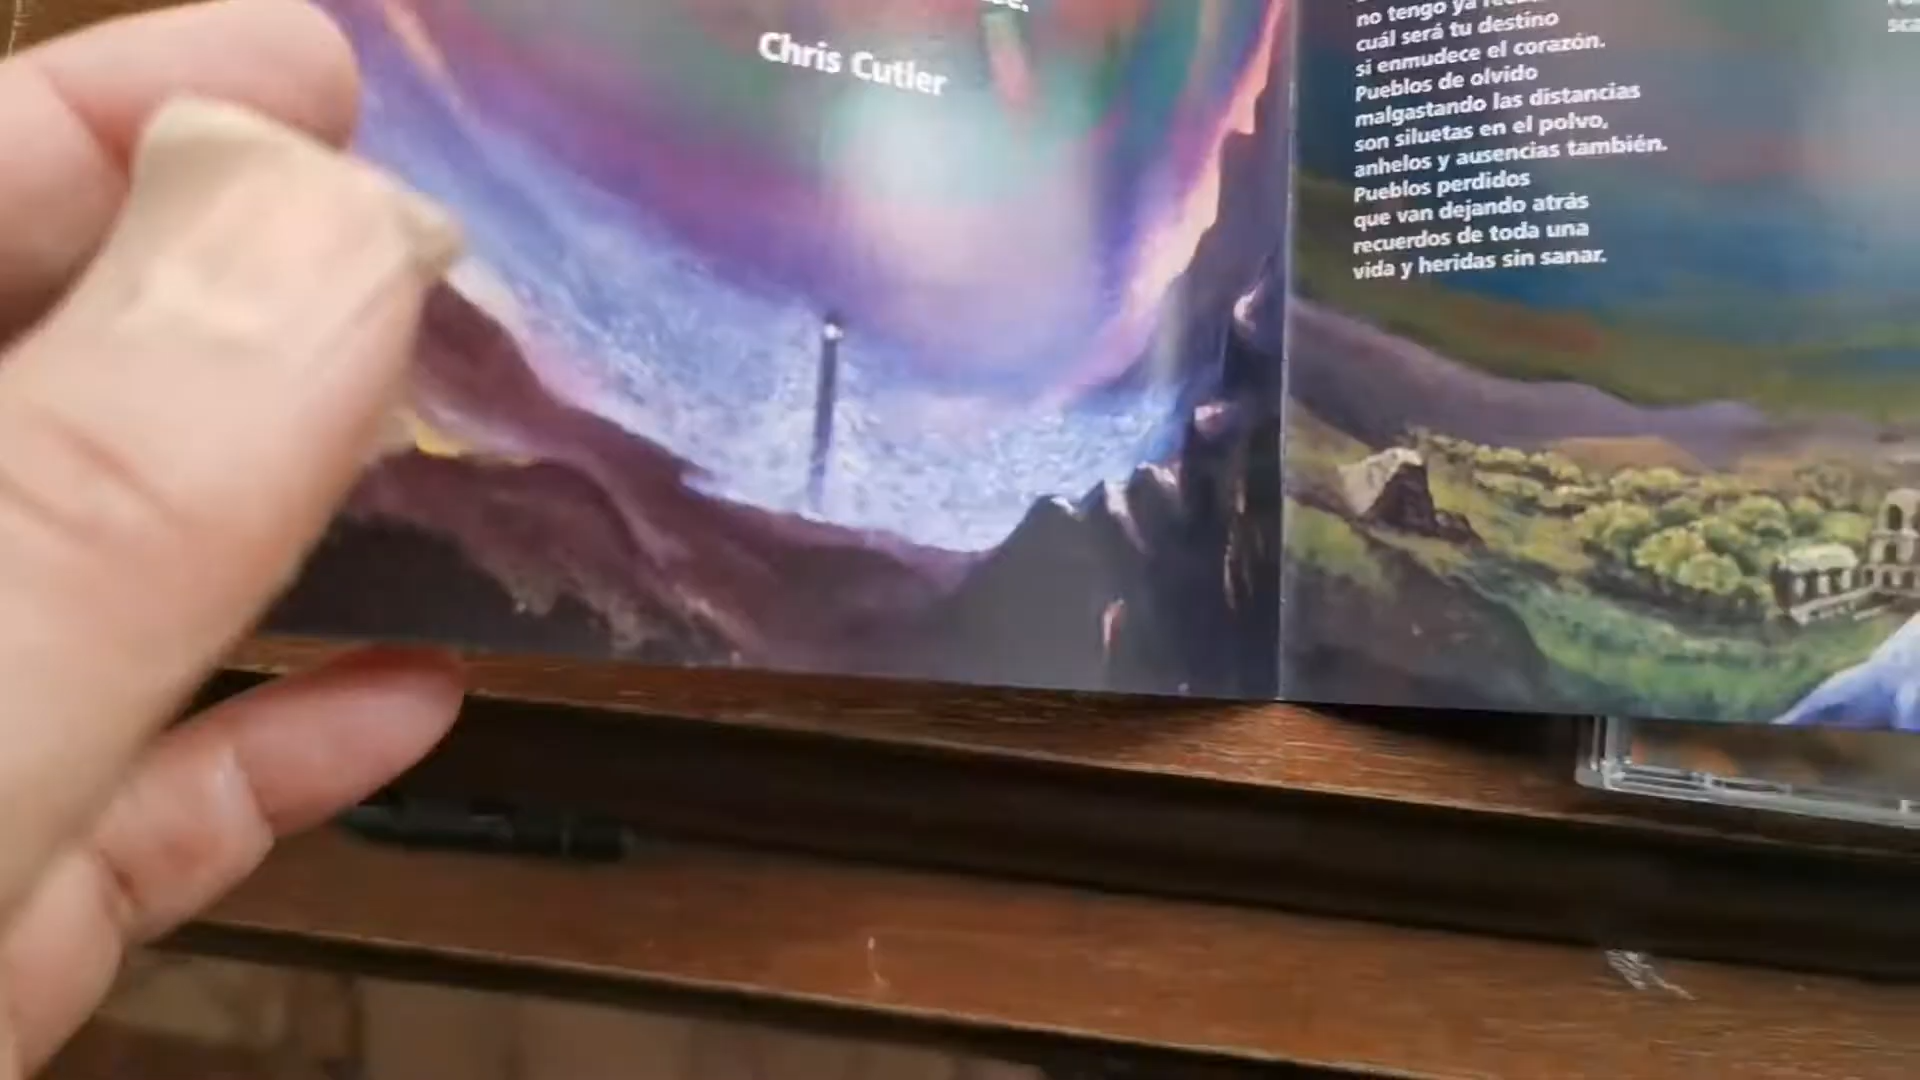 Chris Cutler
no tengo ya
cuál será tu destino
si enmudece el corazón.
Pueblos de olvido
malgastando las distancias
son siluetas en el polvo,
anhelos y ausencias también.
Pueblos perdidos
que van dejando atrás
recuerdos de toda una
vida y heridas sin sanar.